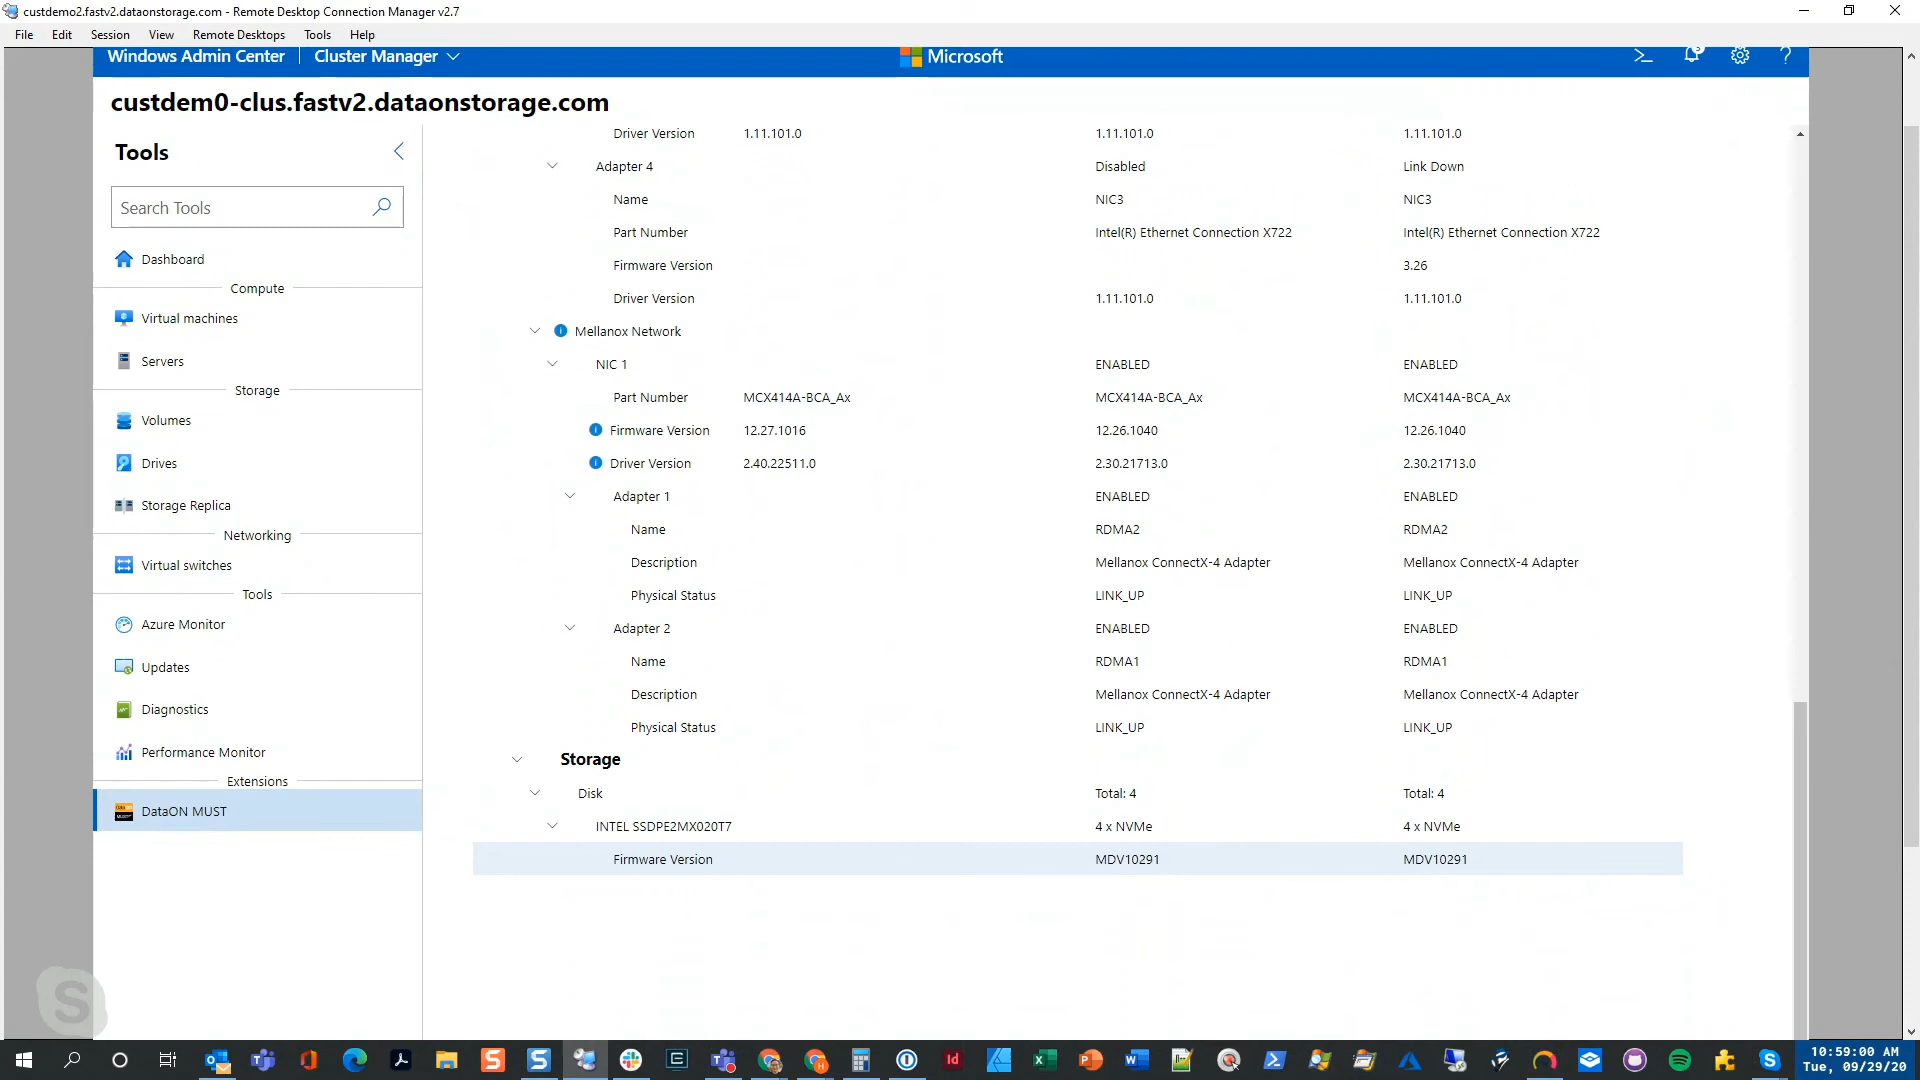 custdemo2.fastv2.dataonstorage.com - Remote Desktop Connection Manager v2.7
File Edit Session View Remote Desktops Tools Help
Windows Admin Center Cluster Manager Microsoft
custdem0-clus.fastv2.dataonstorage.com
Tools
Search Tools
Dashboard
Compute
Virtual machines
Servers
Storage
Volumes
Drives
Storage Replica
Networking
Virtual switches
Tools
Azure Monitor
Updates
Diagnostics
Performance Monitor
Extensions
DataON MUST
Driver Version 1.11.101.0 1.11.101.0 1.11.101.0
Adapter 4 Disabled Link Down
Name NIC3 NIC3
Part Number Intel(R) Ethernet Connection X722 Intel(R) Ethernet Connection X722
Firmware Version 3.26
Driver Version 1.11.101.0 1.11.101.0
Mellanox Network
NIC 1 ENABLED ENABLED
Part Number MCX414A-BCA_Ax MCX414A-BCA_Ax MCX414A-BCA_Ax
Firmware Version 12.27.1016 12.26.1040 12.26.1040
Driver Version 2.40.22511.0 2.30.21713.0 2.30.21713.0
Adapter 1 ENABLED ENABLED
Name RDMA2 RDMA2
Description Mellanox ConnectX-4 Adapter Mellanox ConnectX-4 Adapter
Physical Status LINK_UP LINK_UP
Adapter 2 ENABLED ENABLED
Name RDMA1 RDMA1
Description Mellanox ConnectX-4 Adapter Mellanox ConnectX-4 Adapter
Physical Status LINK_UP LINK_UP
Storage
Disk Total: 4 Total: 4
INTEL SSDPE2MX020T7 4 x NVMe 4 x NVMe
Firmware Version MDV10291 MDV10291
10:59:00 AM
Tue, 09/29/20